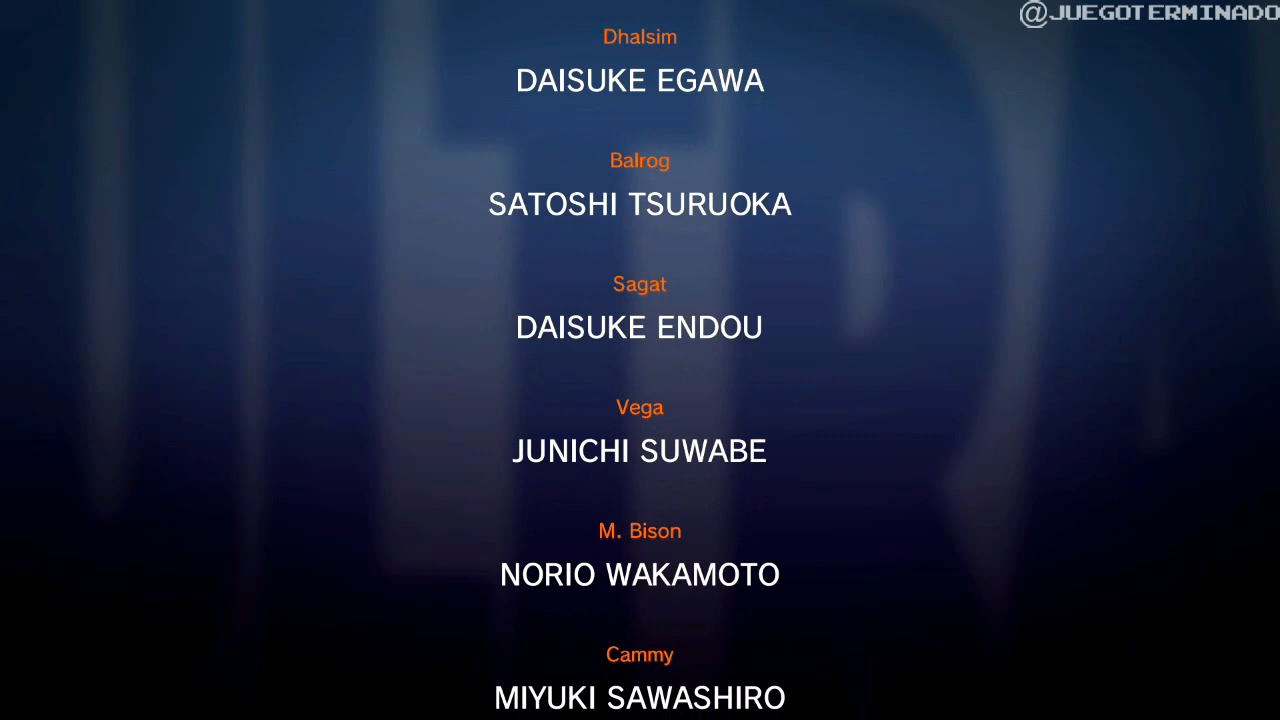 @JUEGOTERMINADO
Dhalsim
DAISUKE EGAWA
Balrog
SATOSHI TSURUOKA
Sagat
DAISUKE ENDOU
Vega
JUNICHI SUWABE
M. Bison
NORIO WAKAMOTO
Cammy
MIYUKI SAWASHIRO